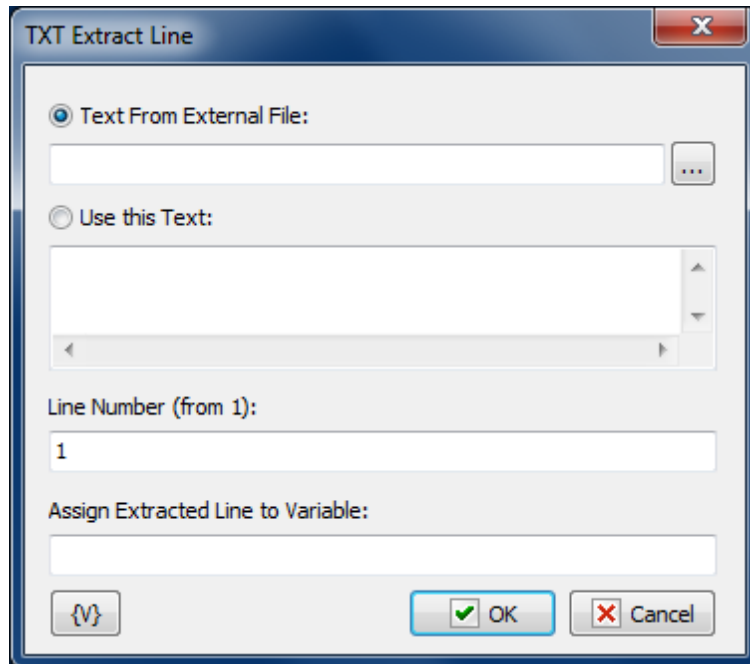 TXT Extract Line
Text From External File:
...
Use this Text:
Line Number (from 1):
1
Assign Extracted Line to Variable:
{V} OK Cancel